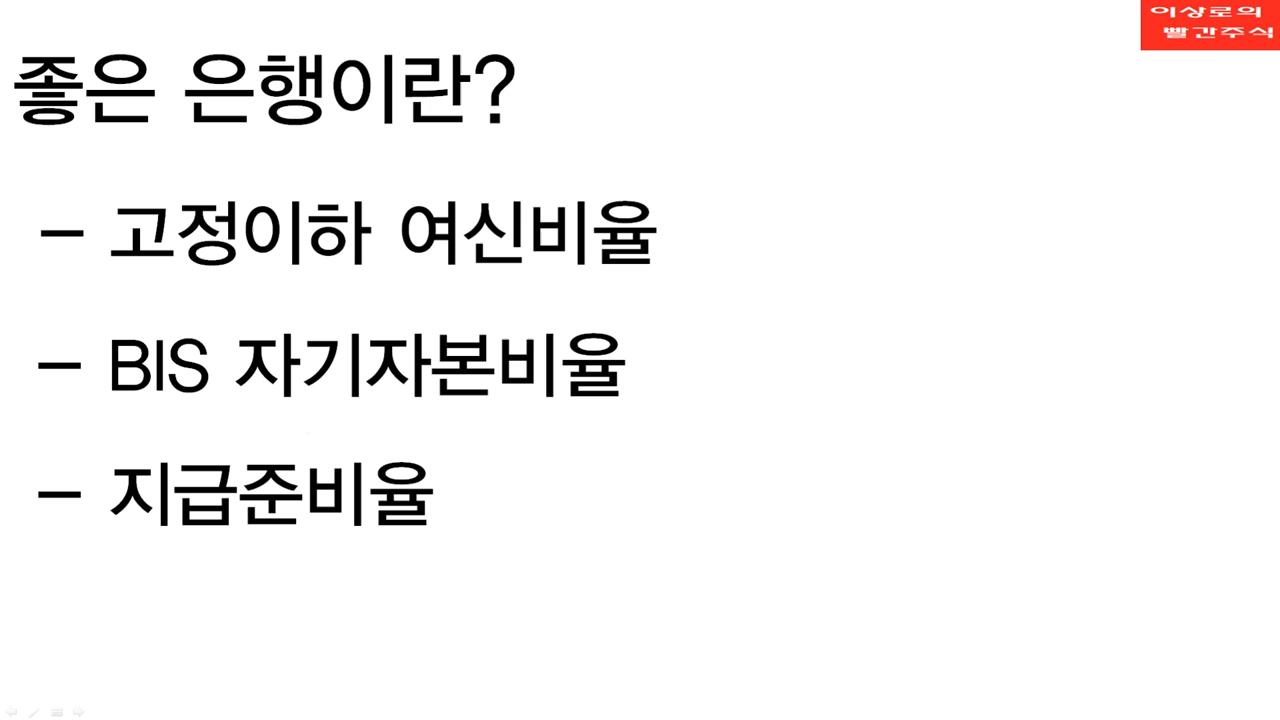 이상로의
빨간주식
좋은 은행이란?
- 고정이하 여신비율
- BIS 자기자본비율
- 지급준비율